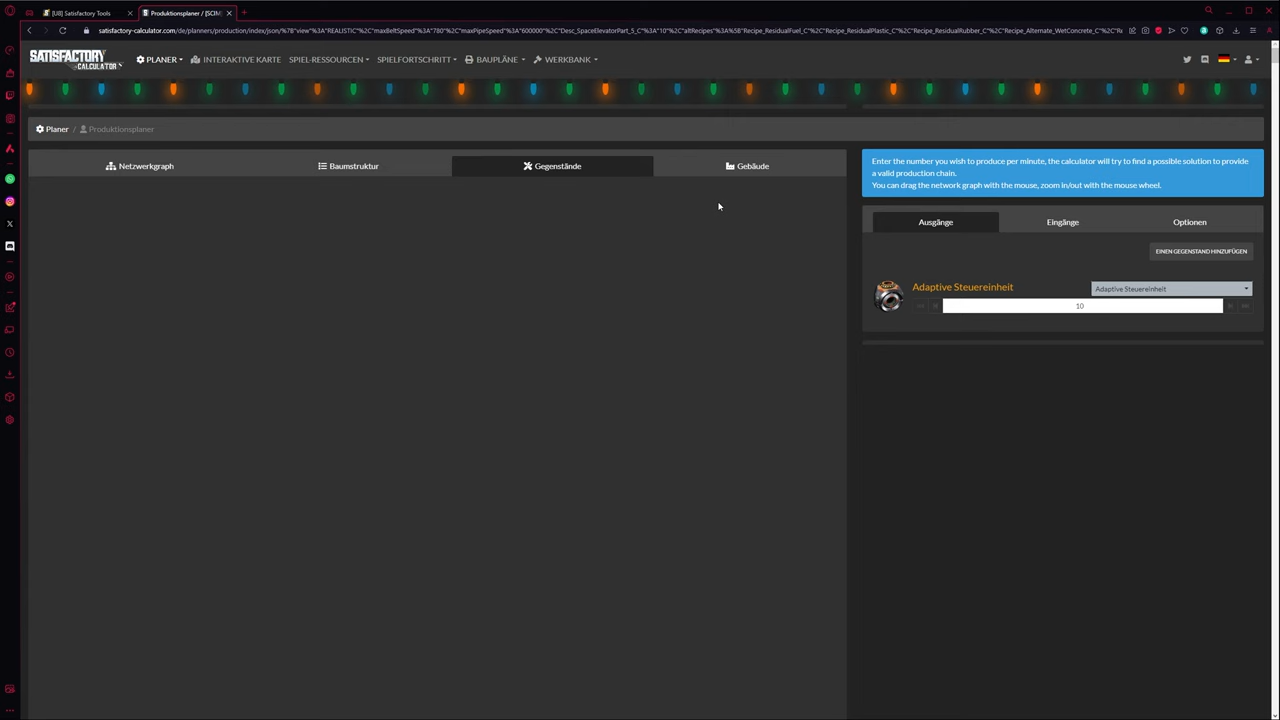 [U8] Satisfactory Tools
Produktionsplaner / [SCIM]
satisfactory-calculator.com/de/planners/production/index/json/%7B"view"%3A"REALISTIC"%2C"maxBeltSpeed"%3A"780"%2C"maxPipeSpeed"%3A"600000"%2C"Desc_SpaceElevatorPart_5_C"%3A"10"%2C"altRecipes"%3A%5B"Recipe_ResidualFuel_C"%2C"Recipe_ResidualPlastic_C"%2C"Recipe_ResidualRubber_C"%2C"Recipe_Alternate_WetConcrete_C"%2C"Re
SATISFACTORY
CALCULATOR
PLANER
INTERAKTIVE KARTE
SPIEL-RESSOURCEN
SPIELFORTSCHRITT
BAUPLÄNE
WERKBANK
Planer / Produktionsplaner
Netzwerkgraph
Baumstruktur
Gegenstände
Gebäude
Enter the number you wish to produce per minute, the calculator will try to find a possible solution to provide
a valid production chain.
You can drag the network graph with the mouse, zoom in/out with the mouse wheel.
Ausgänge
Eingänge
Optionen
EINEN GEGENSTAND HINZUFÜGEN
Adaptive Steuereinheit
Adaptive Steuereinheit
10